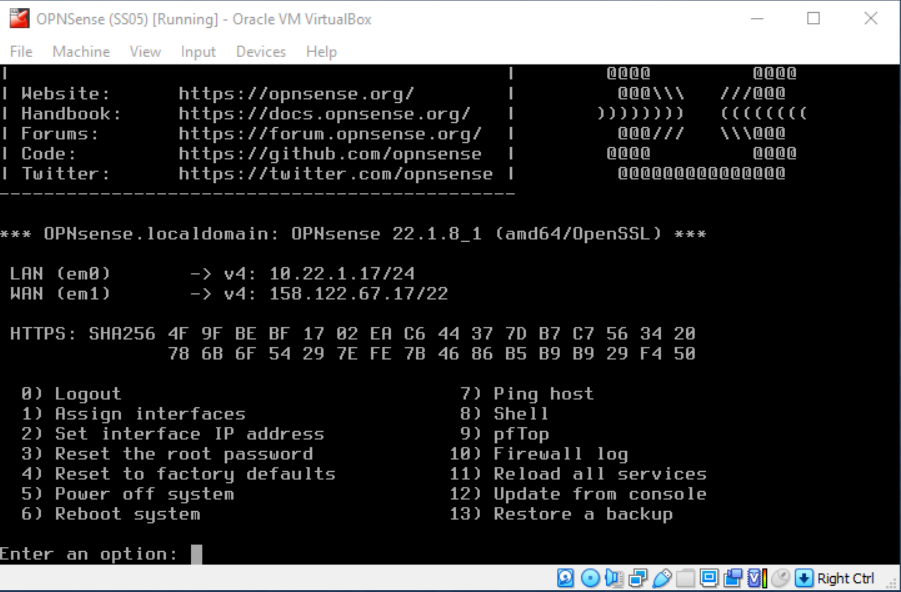 OPNSense (SS05) [Running] - Oracle VM VirtualBox
File Machine View Input Devices Help
|                                              |         @@@@         @@@@
| Website:      https://opnsense.org/          |          @@@\\\   ///@@@
| Handbook:     https://docs.opnsense.org/     |        ))))))))   ((((((((
| Forums:       https://forum.opnsense.org/    |          @@@///   \\\@@@
| Code:         https://github.com/opnsense    |         @@@@         @@@@
| Twitter:      https://twitter.com/opnsense   |          @@@@@@@@@@@@@@@
-----------------------------------------------
*** OPNsense.localdomain: OPNsense 22.1.8_1 (amd64/OpenSSL) ***
LAN (em0)       -> v4: 10.22.1.17/24
WAN (em1)       -> v4: 158.122.67.17/22
HTTPS: SHA256 4F 9F BE BF 17 02 EA C6 44 37 7D B7 C7 56 34 20
78 6B 6F 54 29 7E FE 7B 46 86 B5 B9 B9 29 F4 50
0) Logout                              7) Ping host
1) Assign interfaces                   8) Shell
2) Set interface IP address            9) pfTop
3) Reset the root password            10) Firewall log
4) Reset to factory defaults          11) Reload all services
5) Power off system                   12) Update from console
6) Reboot system                      13) Restore a backup
Enter an option:
Right Ctrl